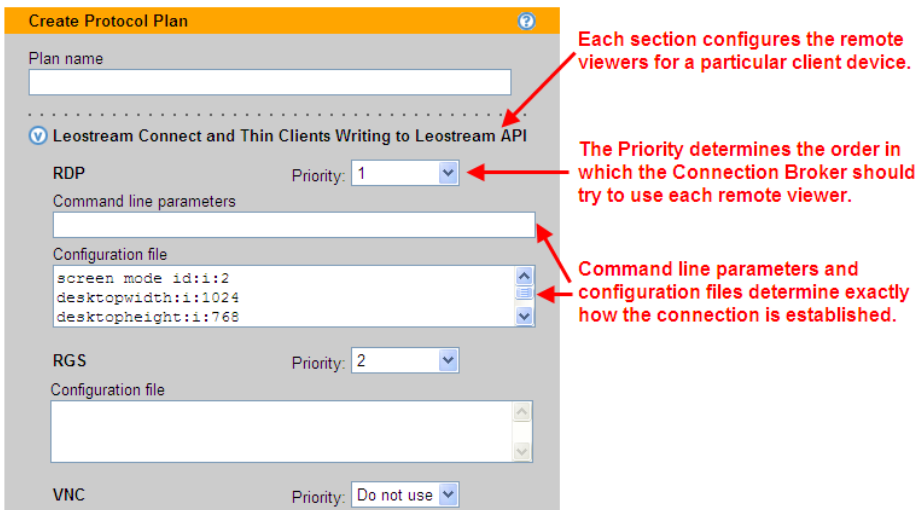 Create Protocol Plan
?
Plan name
Leostream Connect and Thin Clients Writing to Leostream API
RDP Priority: 1
Command line parameters
Configuration file
screen mode id:i:2
desktopwidth:i:1024
desktopheight:i:768
RGS Priority: 2
Configuration file
VNC Priority: Do not use
Each section configures the remote
viewers for a particular client device.
The Priority determines the order in
which the Connection Broker should
try to use each remote viewer.
Command line parameters and
configuration files determine exactly
how the connection is established.